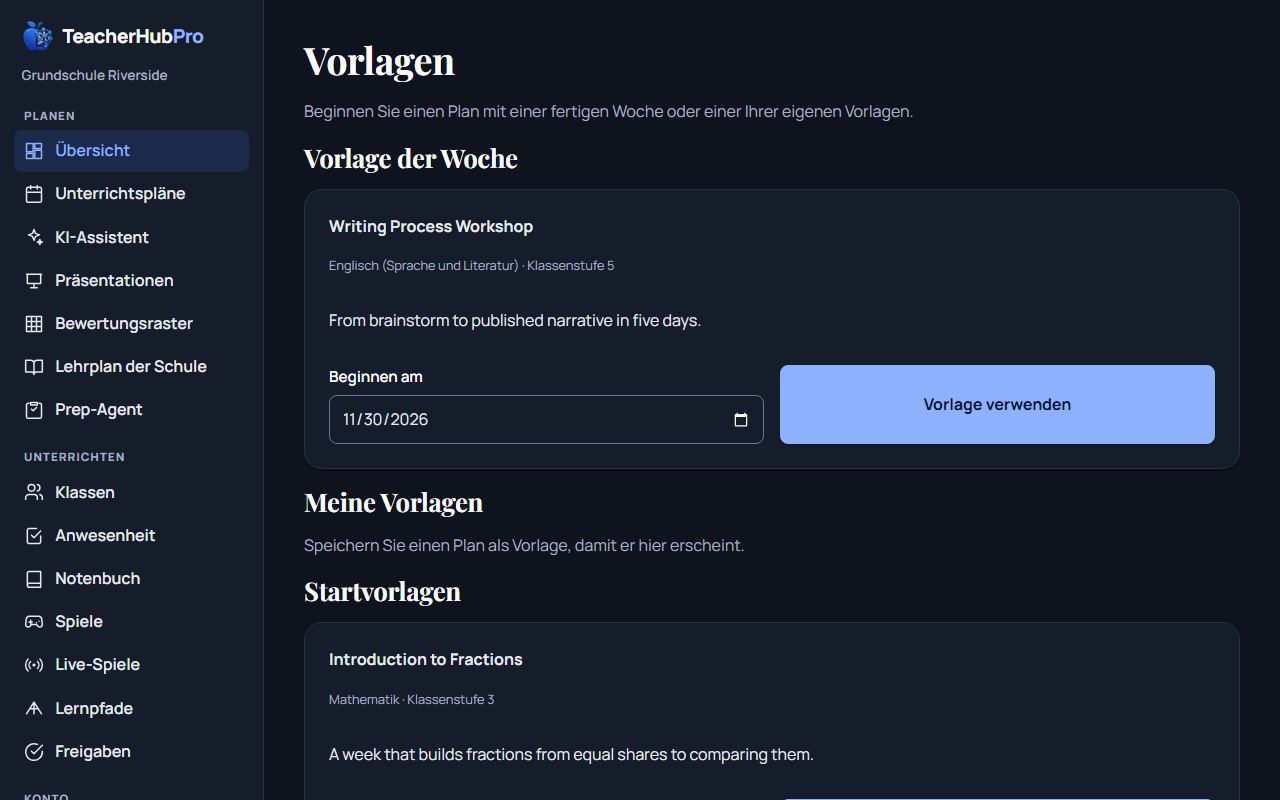 TeacherHubPro
Grundschule Riverside
PLANEN
Übersicht
Unterrichtspläne
KI-Assistent
Präsentationen
Bewertungsraster
Lehrplan der Schule
Prep-Agent
UNTERRICHTEN
Klassen
Anwesenheit
Notenbuch
Spiele
Live-Spiele
Lernpfade
Freigaben
KONTO
Vorlagen
Beginnen Sie einen Plan mit einer fertigen Woche oder einer Ihrer eigenen Vorlagen.
Vorlage der Woche
Writing Process Workshop
Englisch (Sprache und Literatur) · Klassenstufe 5
From brainstorm to published narrative in five days.
Beginnen am
11/30/2026
Vorlage verwenden
Meine Vorlagen
Speichern Sie einen Plan als Vorlage, damit er hier erscheint.
Startvorlagen
Introduction to Fractions
Mathematik · Klassenstufe 3
A week that builds fractions from equal shares to comparing them.